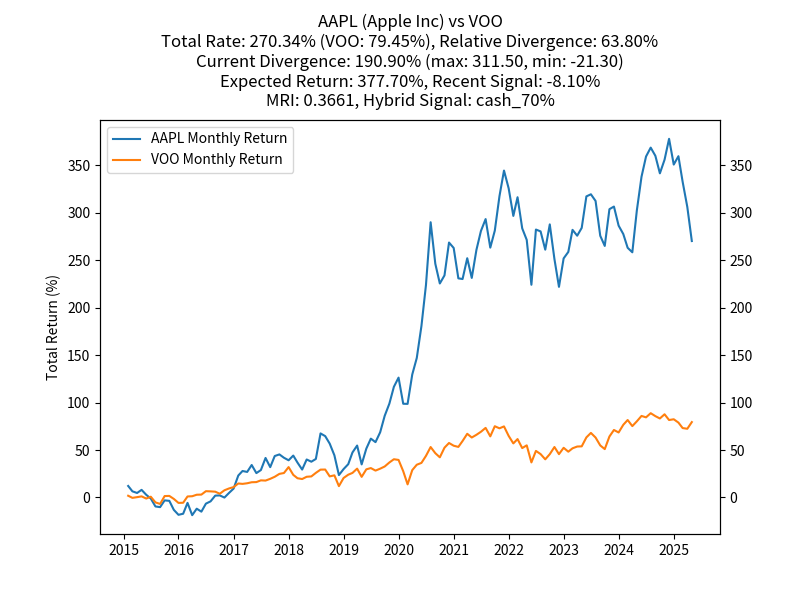 AAPL (Apple Inc) vs VOO
Total Rate: 270.34% (VOO: 79.45%), Relative Divergence: 63.80%
Current Divergence: 190.90% (max: 311.50, min: -21.30)
Expected Return: 377.70%, Recent Signal: -8.10%
MRI: 0.3661, Hybrid Signal: cash_70%
AAPL Monthly Return
VOO Monthly Return
Total Return (%)
350 350
300 300
250 250
200 200
150 150
100 100
50 50
0 0
2015 2016 2017 2018 2019 2020 2021 2022 2023 2024 2025